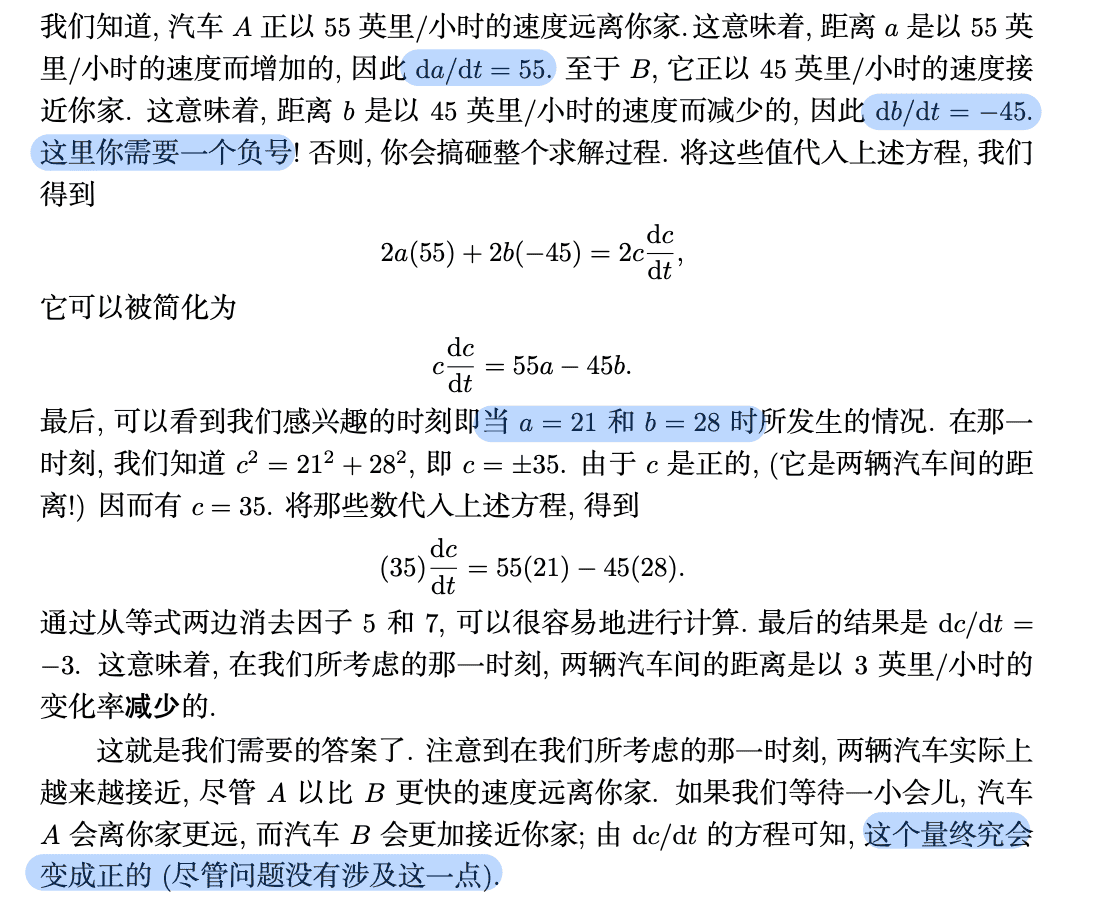 我们知道, 汽车 A 正以 55 英里/小时的速度远离你家. 这意味着, 距离 a 是以 55 英
里/小时的速度而增加的, 因此 da/dt = 55. 至于 B, 它正以 45 英里/小时的速度接
近你家. 这意味着, 距离 b 是以 45 英里/小时的速度而减少的, 因此 db/dt = −45.
这里你需要一个负号! 否则, 你会搞砸整个求解过程. 将这些值代入上述方程, 我们
得到
2a(55) + 2b(−45) = 2c dc/dt,
它可以被简化为
c dc/dt = 55a − 45b.
最后, 可以看到我们感兴趣的时刻即当 a = 21 和 b = 28 时所发生的情况. 在那一
时刻, 我们知道 c² = 21² + 28², 即 c = ±35. 由于 c 是正的, (它是两辆汽车间的距
离!) 因而有 c = 35. 将那些数代入上述方程, 得到
(35) dc/dt = 55(21) − 45(28).
通过从等式两边消去因子 5 和 7, 可以很容易地进行计算. 最后的结果是 dc/dt =
−3. 这意味着, 在我们所考虑的那一时刻, 两辆汽车间的距离是以 3 英里/小时的
变化率减少的.
这就是我们需要的答案了. 注意到在我们所考虑的那一时刻, 两辆汽车实际上
越来越接近, 尽管 A 以比 B 更快的速度远离你家. 如果我们等待一小会儿, 汽车
A 会离你家更远, 而汽车 B 会更加接近你家; 由 dc/dt 的方程可知, 这个量终究会
变成正的 (尽管问题没有涉及这一点).